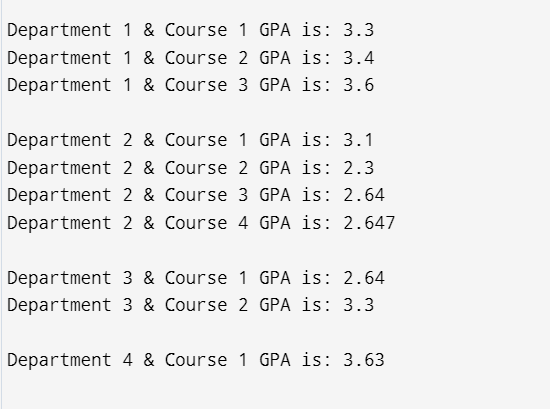 Department 1 & Course 1 GPA is: 3.3
Department 1 & Course 2 GPA is: 3.4
Department 1 & Course 3 GPA is: 3.6
Department 2 & Course 1 GPA is: 3.1
Department 2 & Course 2 GPA is: 2.3
Department 2 & Course 3 GPA is: 2.64
Department 2 & Course 4 GPA is: 2.647
Department 3 & Course 1 GPA is: 2.64
Department 3 & Course 2 GPA is: 3.3
Department 4 & Course 1 GPA is: 3.63